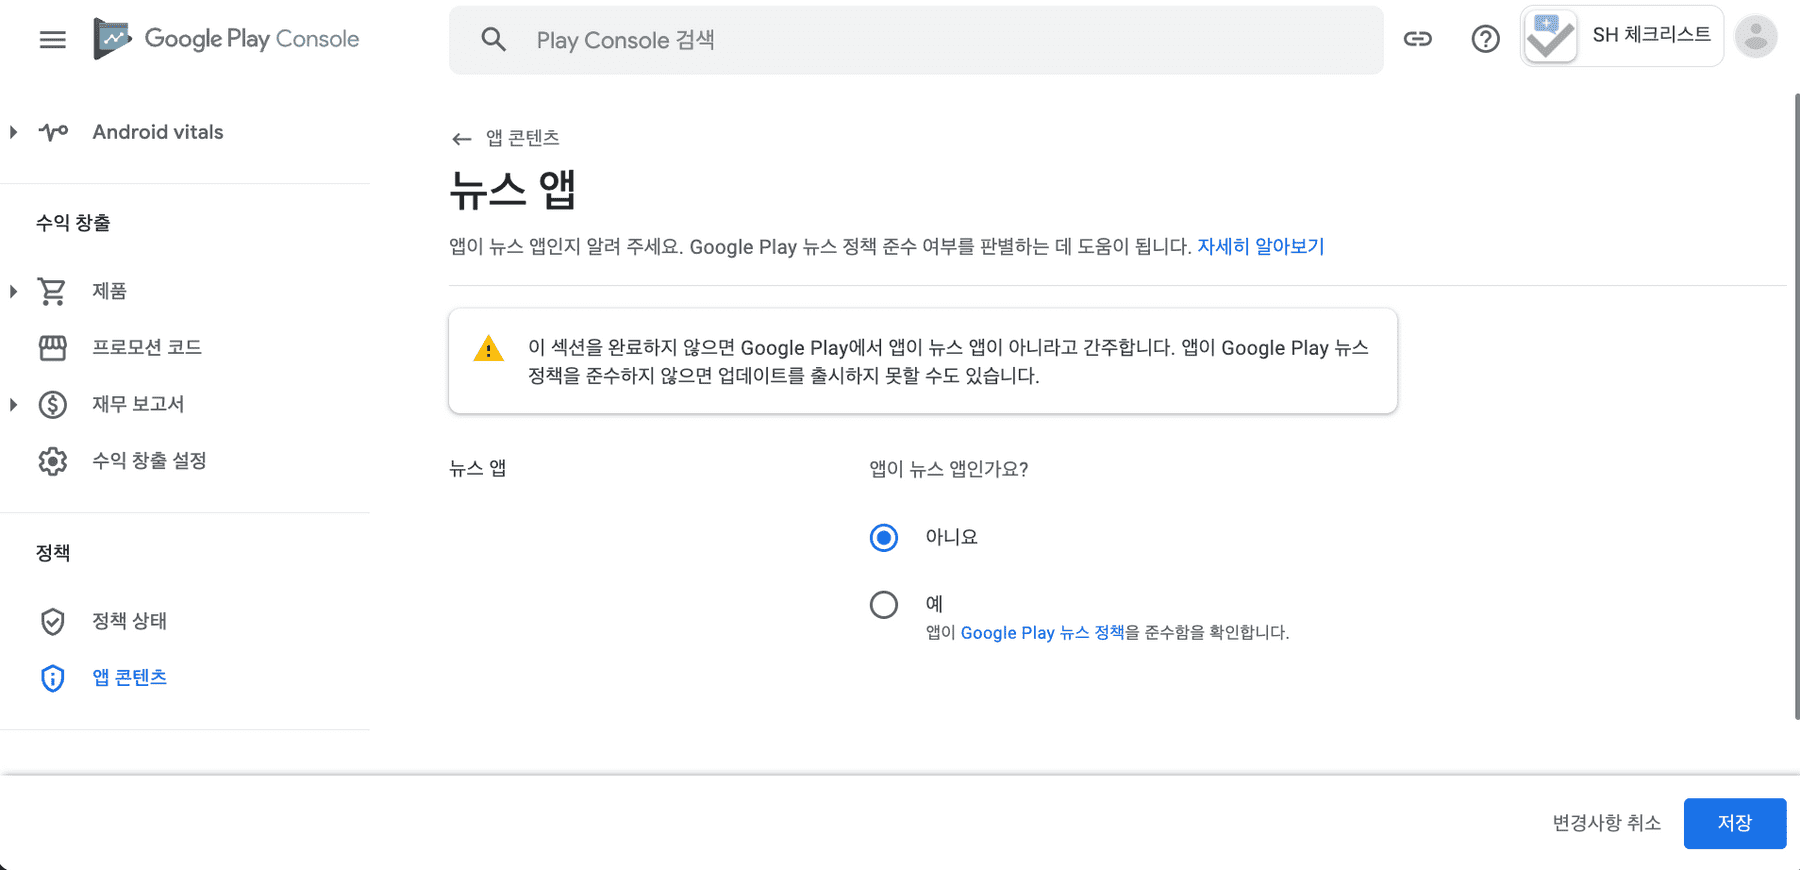 Google Play Console
Play Console 검색
SH 체크리스트
Android vitals
수익 창출
제품
프로모션 코드
재무 보고서
수익 창출 설정
정책
정책 상태
앱 콘텐츠
앱 콘텐츠
뉴스 앱
앱이 뉴스 앱인지 알려 주세요. Google Play 뉴스 정책 준수 여부를 판별하는 데 도움이 됩니다. 자세히 알아보기
이 섹션을 완료하지 않으면 Google Play에서 앱이 뉴스 앱이 아니라고 간주합니다. 앱이 Google Play 뉴스
정책을 준수하지 않으면 업데이트를 출시하지 못할 수도 있습니다.
뉴스 앱
앱이 뉴스 앱인가요?
아니요
예
앱이 Google Play 뉴스 정책을 준수함을 확인합니다.
변경사항 취소
저장